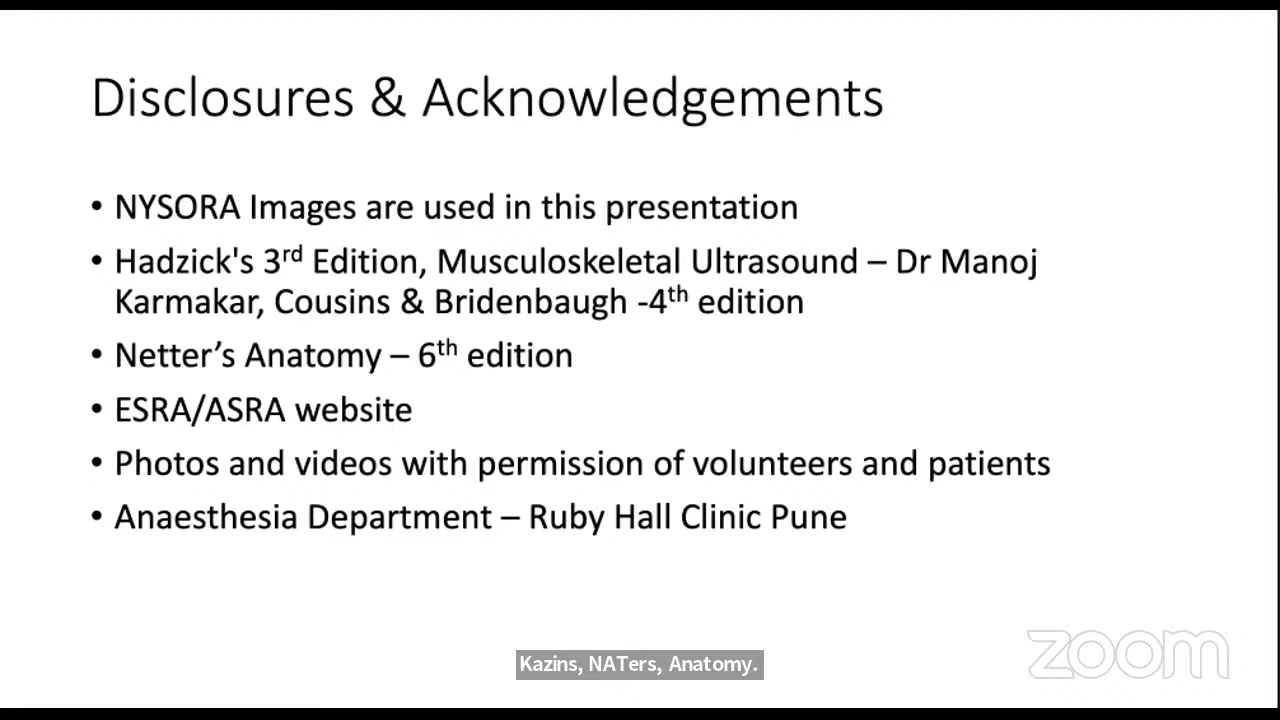 Disclosures & Acknowledgements
• NYSORA Images are used in this presentation
• Hadzick's 3rd Edition, Musculoskeletal Ultrasound – Dr Manoj
Karmakar, Cousins & Bridenbaugh -4th edition
• Netter’s Anatomy – 6th edition
• ESRA/ASRA website
• Photos and videos with permission of volunteers and patients
• Anaesthesia Department – Ruby Hall Clinic Pune
Kazins, NATers, Anatomy.
zoom